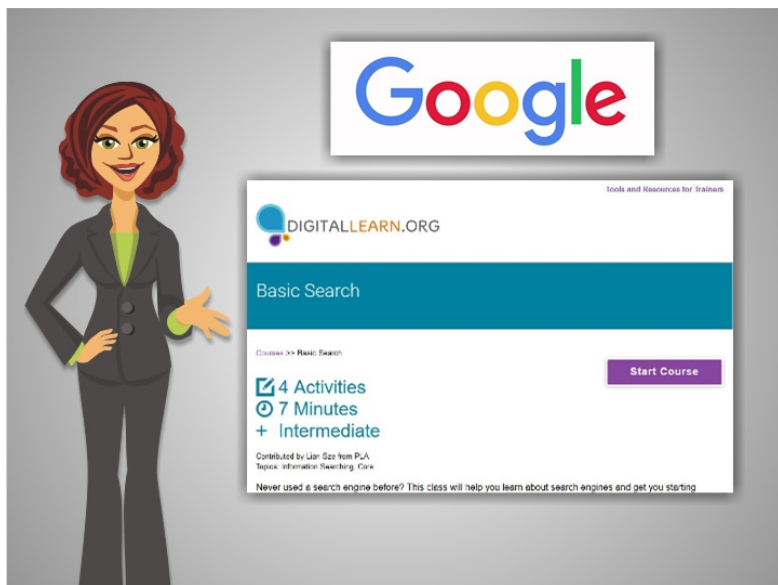 Google
Tools and Resources for Trainers
DIGITALLEARN.ORG
Basic Search
Courses >> Basic Search
Start Course
4 Activities
7 Minutes
+ Intermediate
Contributed by Lian Sze from PLA
Topics: Information Searching, Core
Never used a search engine before? This class will help you learn about search engines and get you starting